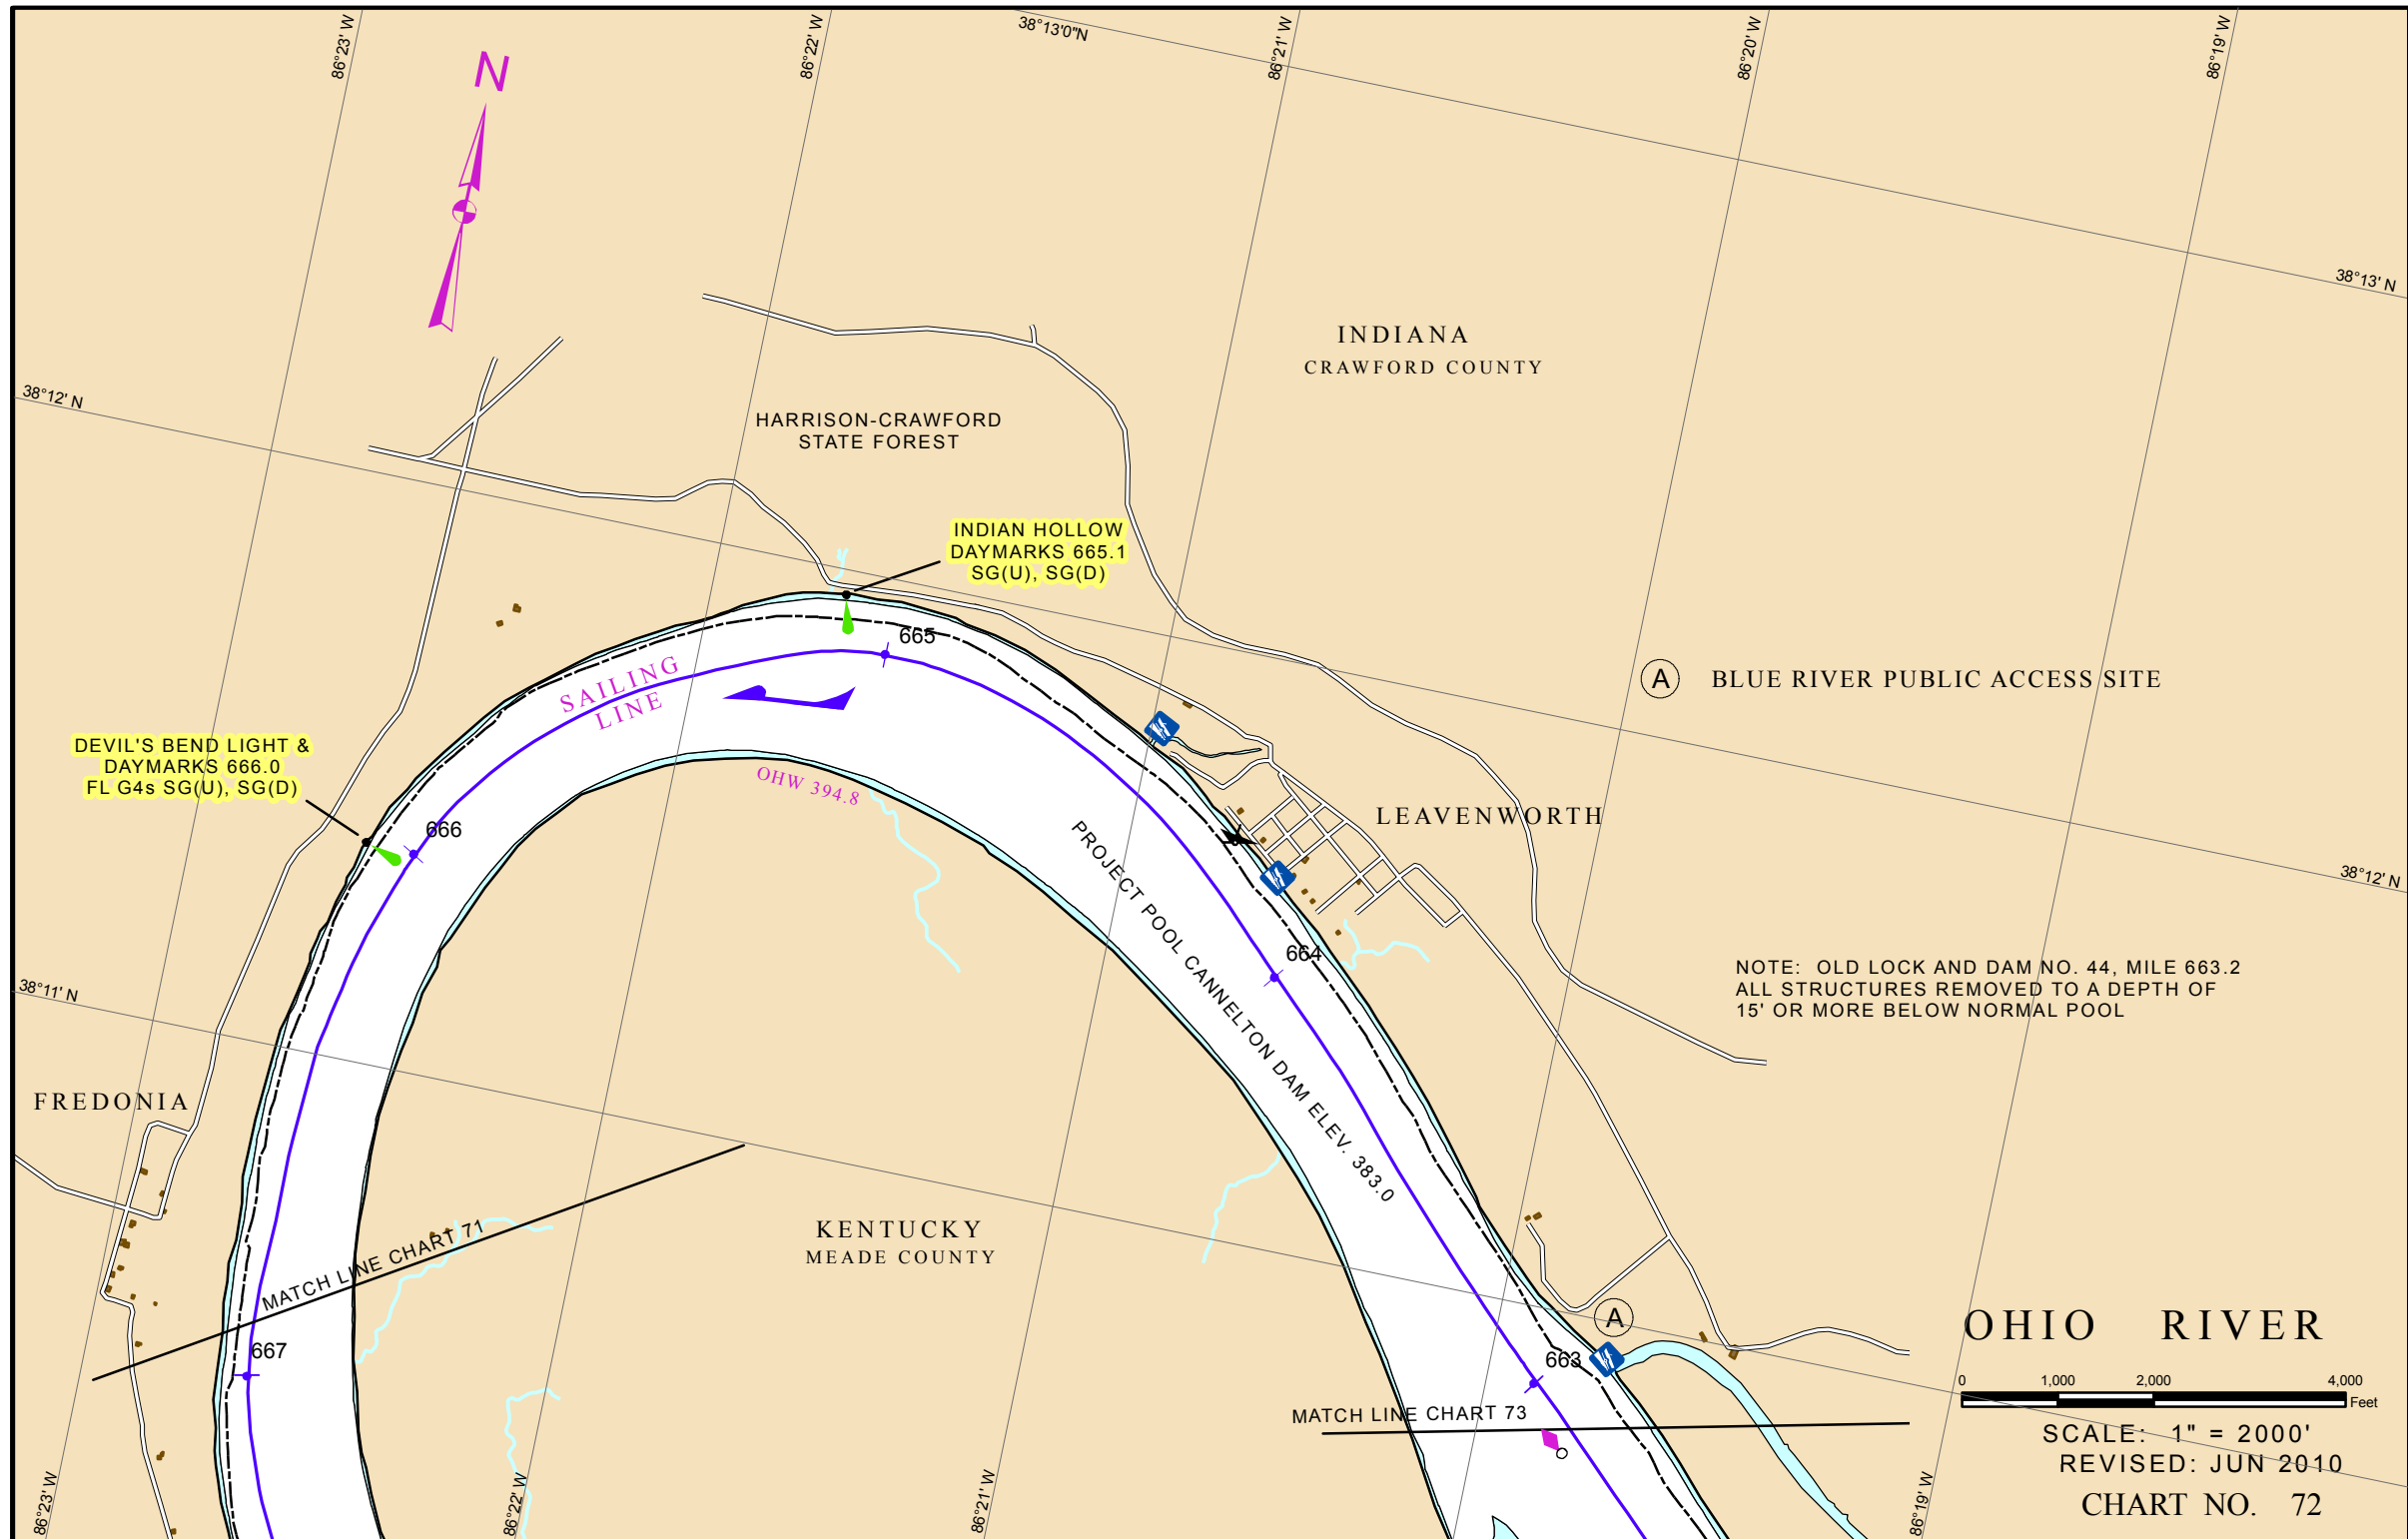 86°23' W
86°22' W
38°13'0"N
86°21' W
86°20' W
86°19' W
N
38°13' N
INDIANA
CRAWFORD COUNTY
38°12' N
HARRISON-CRAWFORD
STATE FOREST
INDIAN HOLLOW
DAYMARKS 665.1
SG(U), SG(D)
665
SAILING
LINE
A
BLUE RIVER PUBLIC ACCESS SITE
DEVIL'S BEND LIGHT &
DAYMARKS 666.0
FL G4s SG(U), SG(D)
OHW 394.8
666
LEAVENWORTH
PROJECT POOL CANNELTON DAM ELEV. 383.0
38°12' N
664
NOTE: OLD LOCK AND DAM NO. 44, MILE 663.2
ALL STRUCTURES REMOVED TO A DEPTH OF
15' OR MORE BELOW NORMAL POOL
38°11' N
FREDONIA
KENTUCKY
MEADE COUNTY
MATCH LINE CHART 71
A
667
663
OHIO RIVER
0 1,000 2,000 4,000
Feet
MATCH LINE CHART 73
SCALE: 1" = 2000'
REVISED: JUN 2010
CHART NO. 72
86°23' W
86°22' W
86°21' W
86°19' W